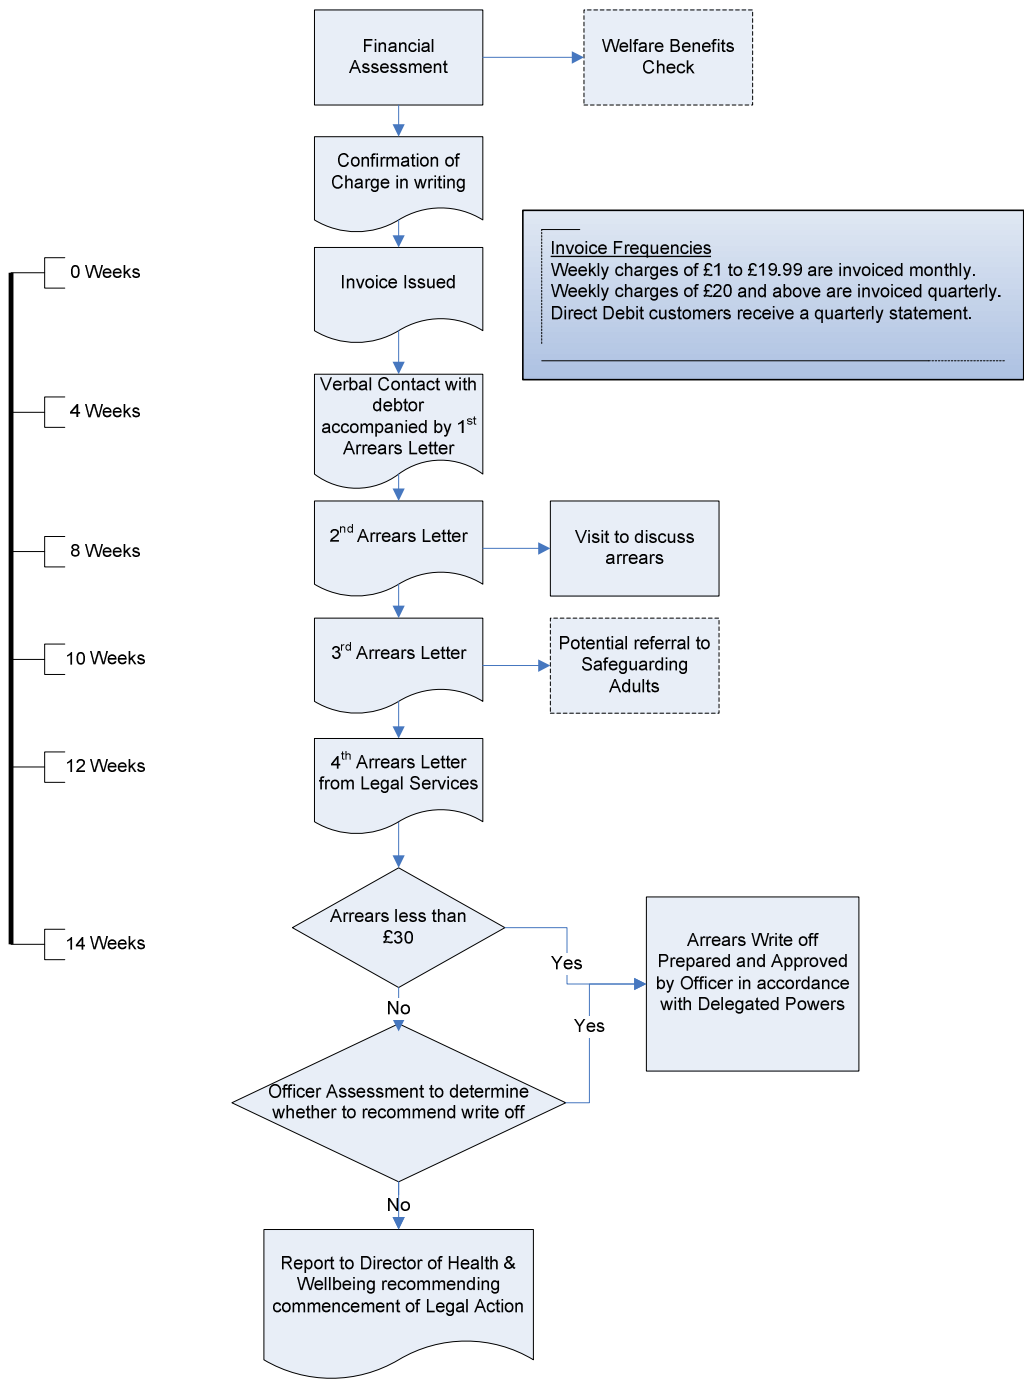 Financial
Assessment
Welfare Benefits
Check
Confirmation of
Charge in writing
Invoice Frequencies
Weekly charges of £1 to £19.99 are invoiced monthly.
Weekly charges of £20 and above are invoiced quarterly.
Direct Debit customers receive a quarterly statement.
0 Weeks
Invoice Issued
4 Weeks
Verbal Contact with
debtor
accompanied by 1st
Arrears Letter
8 Weeks
2nd Arrears Letter
Visit to discuss
arrears
10 Weeks
3rd Arrears Letter
Potential referral to
Safeguarding
Adults
12 Weeks
4th Arrears Letter
from Legal Services
14 Weeks
Arrears less than
£30
Yes
Arrears Write off
Prepared and Approved
by Officer in accordance
with Delegated Powers
No
Yes
Officer Assessment to determine
whether to recommend write off
No
Report to Director of Health &
Wellbeing recommending
commencement of Legal Action